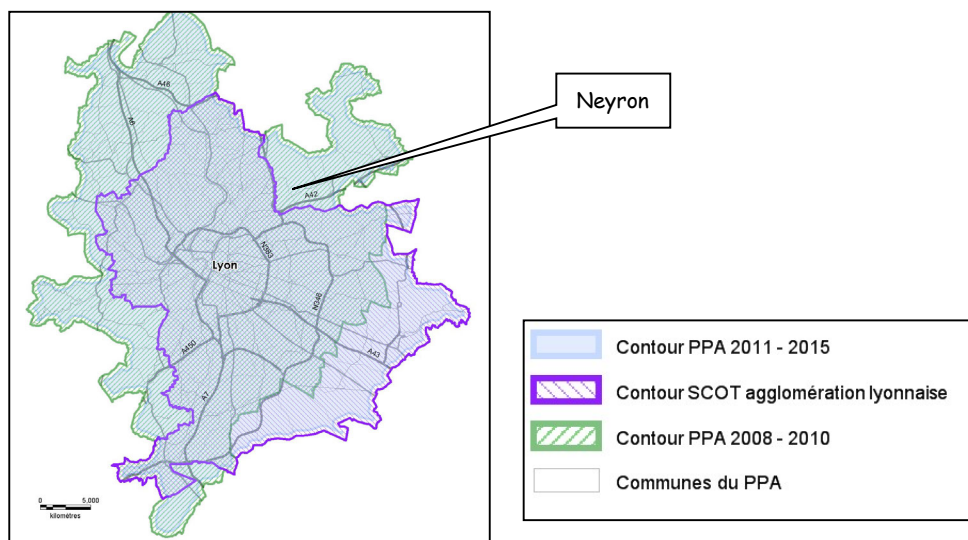 Neyron
A46
A6
A42
N383
Lyon
N346
A450
A43
A7
0 5,000
kilomètres
Contour PPA 2011 - 2015
Contour SCOT agglomération lyonnaise
Contour PPA 2008 - 2010
Communes du PPA